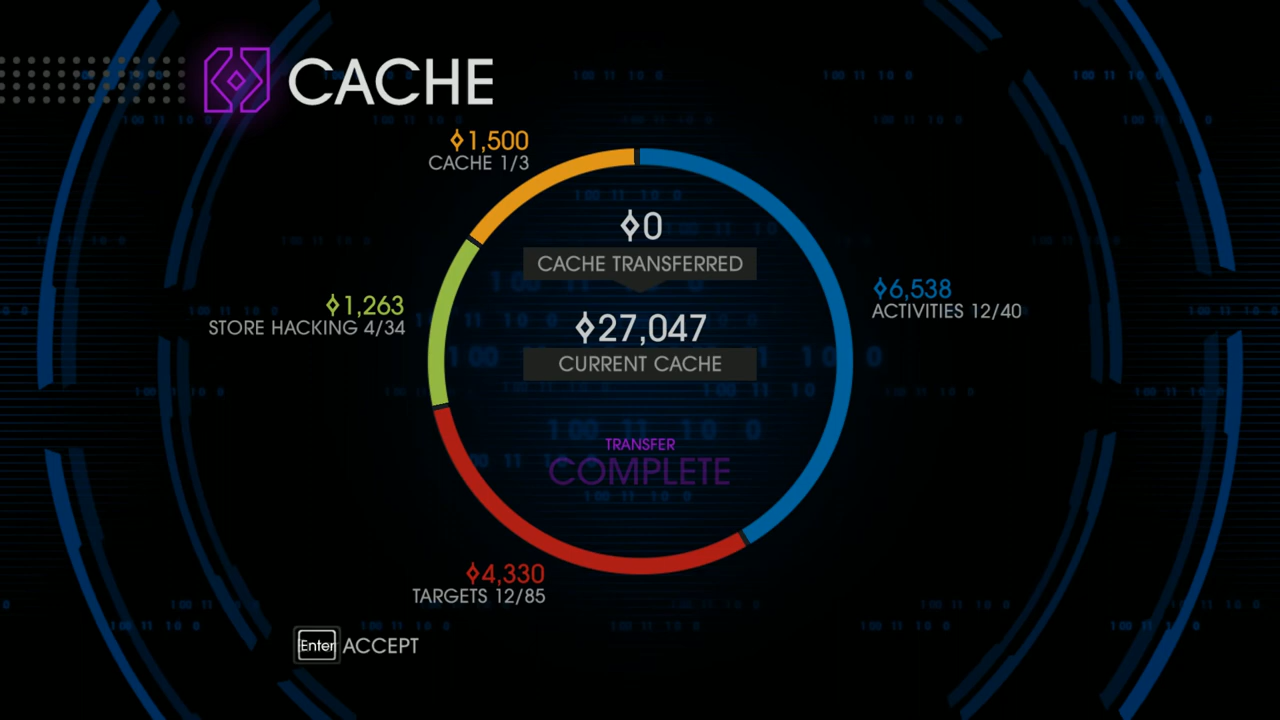 CACHE
1,500
CACHE 1/3
0
CACHE TRANSFERRED
6,538
ACTIVITIES 12/40
1,263
STORE HACKING 4/34
27,047
CURRENT CACHE
TRANSFER
COMPLETE
4,330
TARGETS 12/85
Enter ACCEPT